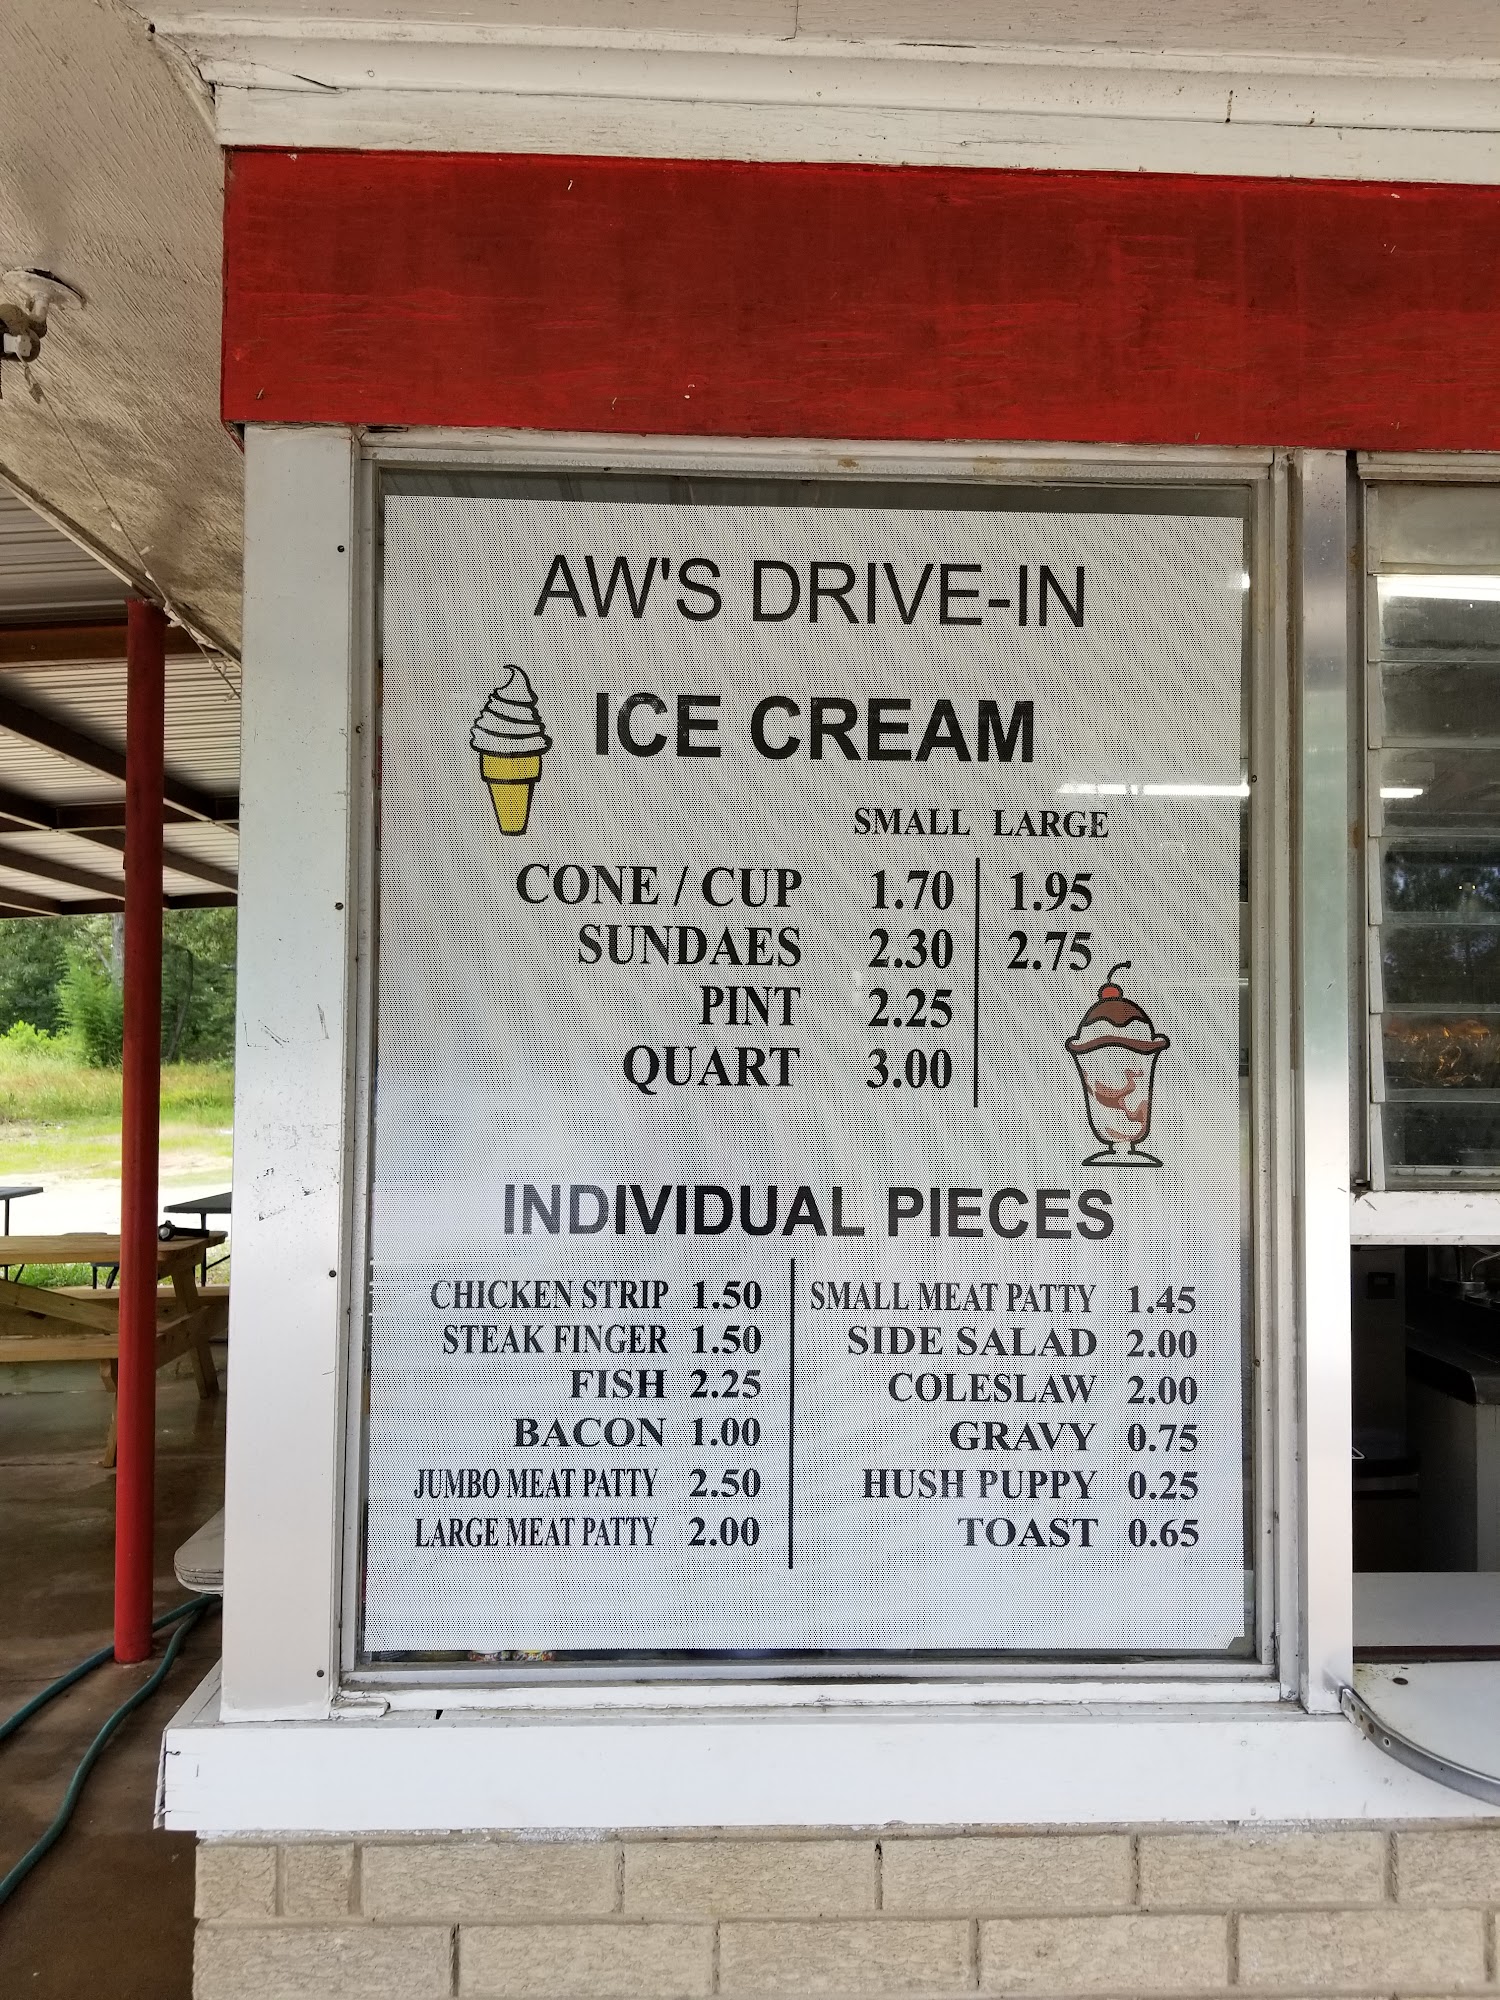 AW'S DRIVE-IN
ICE CREAM
SMALL LARGE
CONE / CUP 1.70 1.95
SUNDAES 2.30 2.75
PINT 2.25
QUART 3.00
INDIVIDUAL PIECES
CHICKEN STRIP 1.50
STEAK FINGER 1.50
FISH 2.25
BACON 1.00
JUMBO MEAT PATTY 2.50
LARGE MEAT PATTY 2.00
SMALL MEAT PATTY 1.45
SIDE SALAD 2.00
COLESLAW 2.00
GRAVY 0.75
HUSH PUPPY 0.25
TOAST 0.65